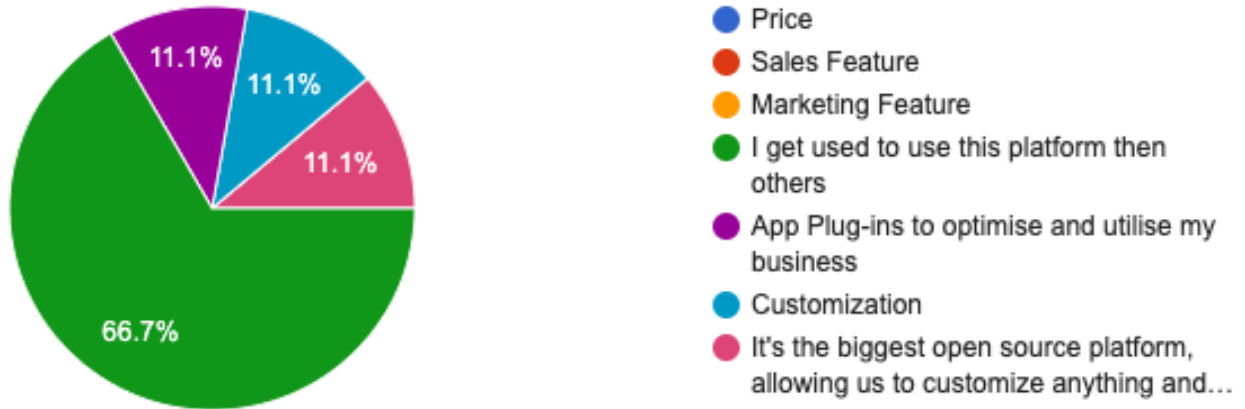 11.1%
11.1%
11.1%
66.7%
Price
Sales Feature
Marketing Feature
I get used to use this platform then
others
App Plug-ins to optimise and utilise my
business
Customization
It's the biggest open source platform,
allowing us to customize anything and…